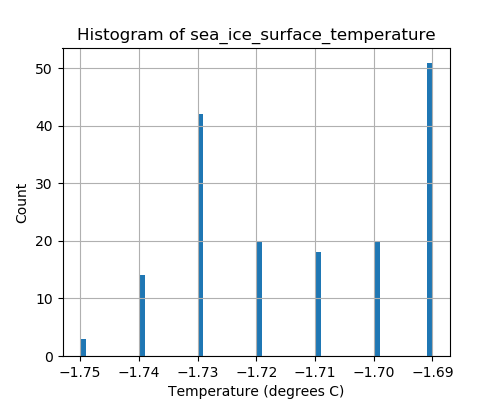 Histogram of sea_ice_surface_temperature
Count
50
40
30
20
10
0
−1.75 −1.74 −1.73 −1.72 −1.71 −1.70 −1.69
Temperature (degrees C)